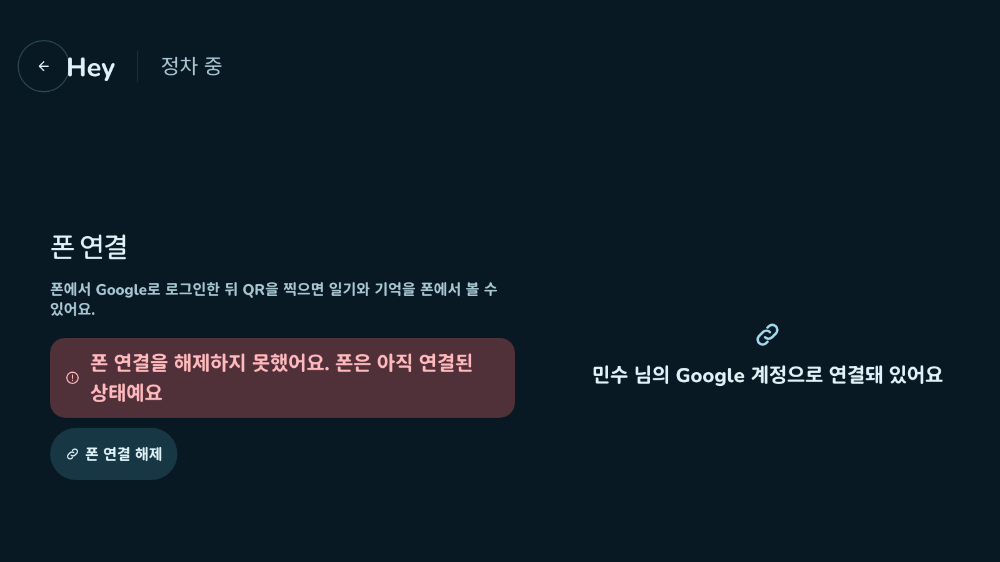 Hey
정차 중
폰 연결
폰에서 Google로 로그인한 뒤 QR을 찍으면 일기와 기억을 폰에서 볼 수
있어요.
폰 연결을 해제하지 못했어요. 폰은 아직 연결된
상태예요
폰 연결 해제
민수 님의 Google 계정으로 연결돼 있어요